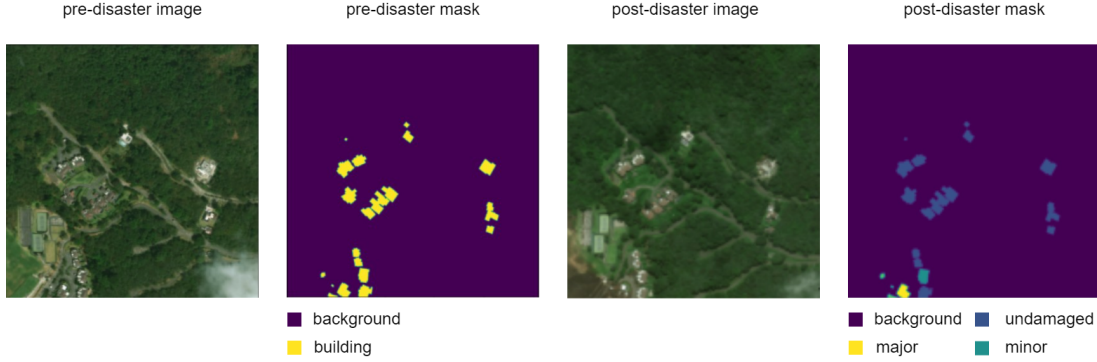 pre-disaster image pre-disaster mask post-disaster image post-disaster mask
background background undamaged
building major minor